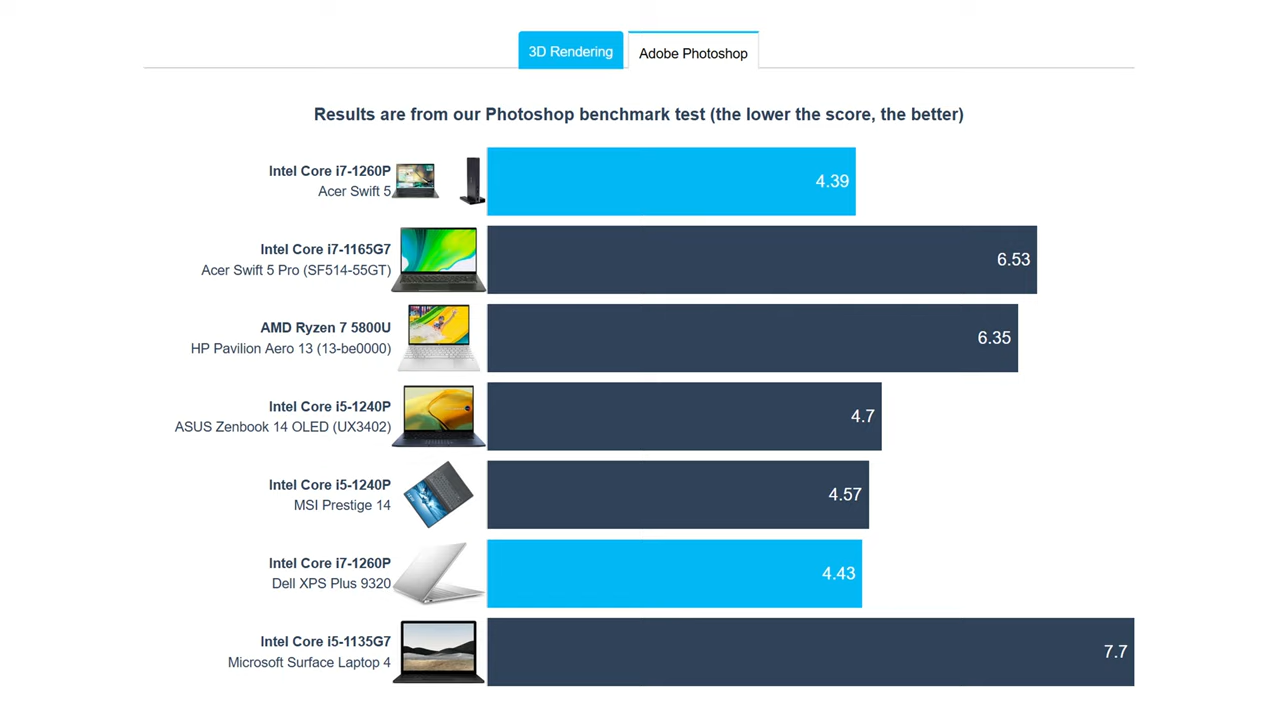 3D Rendering
Adobe Photoshop
Results are from our Photoshop benchmark test (the lower the score, the better)
Intel Core i7-1260P
Acer Swift 5
4.39
Intel Core i7-1165G7
Acer Swift 5 Pro (SF514-55GT)
6.53
AMD Ryzen 7 5800U
HP Pavilion Aero 13 (13-be0000)
6.35
Intel Core i5-1240P
ASUS Zenbook 14 OLED (UX3402)
4.7
Intel Core i5-1240P
MSI Prestige 14
4.57
Intel Core i7-1260P
Dell XPS Plus 9320
4.43
Intel Core i5-1135G7
Microsoft Surface Laptop 4
7.7